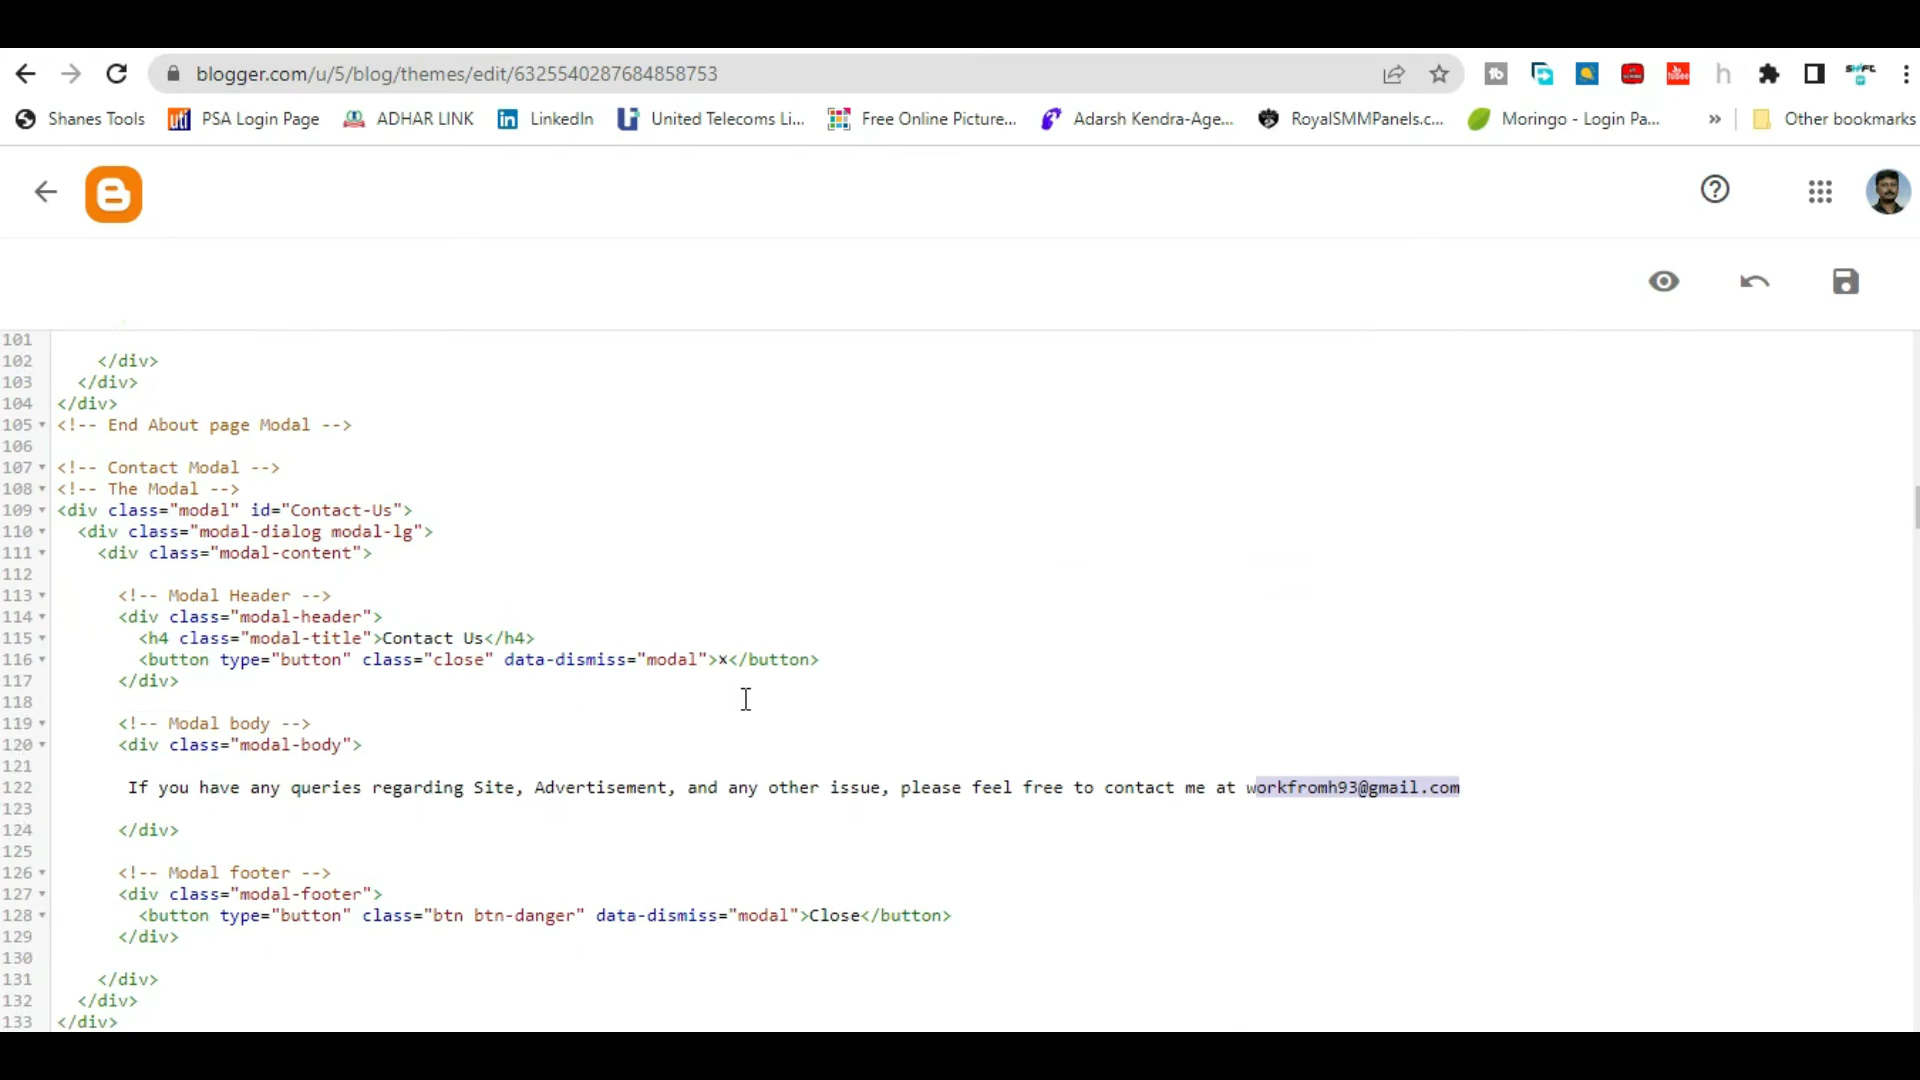 blogger.com/u/5/blog/themes/edit/6325540287684858753
Shanes Tools
uti PSA Login Page
ADHAR LINK
LinkedIn
United Telecoms Li...
Free Online Picture...
Adarsh Kendra-Age...
RoyalSMMPanels.c...
Moringo - Login Pa...
»
Other bookmarks
101
102 </div>
103 </div>
104 </div>
105 <!-- End About page Modal -->
106
107 <!-- Contact Modal -->
108 <!-- The Modal -->
109 <div class="modal" id="Contact-Us">
110 <div class="modal-dialog modal-lg">
111 <div class="modal-content">
112
113 <!-- Modal Header -->
114 <div class="modal-header">
115 <h4 class="modal-title">Contact Us</h4>
116 <button type="button" class="close" data-dismiss="modal">×</button>
117 </div>
118
119 <!-- Modal body -->
120 <div class="modal-body">
121
122 If you have any queries regarding Site, Advertisement, and any other issue, please feel free to contact me at workfromh93@gmail.com
123
124 </div>
125
126 <!-- Modal footer -->
127 <div class="modal-footer">
128 <button type="button" class="btn btn-danger" data-dismiss="modal">Close</button>
129 </div>
130
131 </div>
132 </div>
133 </div>